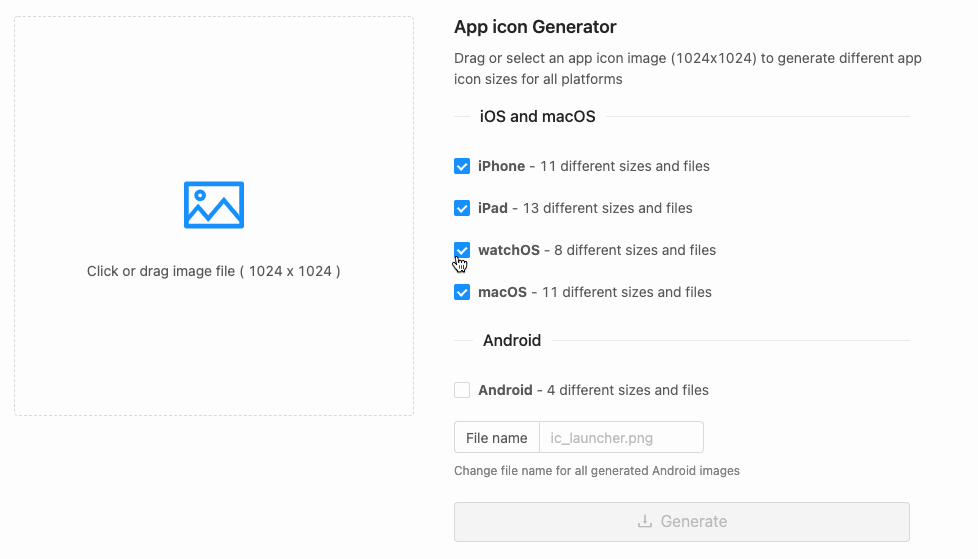 App icon Generator
Drag or select an app icon image (1024x1024) to generate different app
icon sizes for all platforms
iOS and macOS
iPhone - 11 different sizes and files
iPad - 13 different sizes and files
watchOS - 8 different sizes and files
Click or drag image file ( 1024 x 1024 )
macOS - 11 different sizes and files
Android
Android - 4 different sizes and files
File name ic_launcher.png
Change file name for all generated Android images
Generate